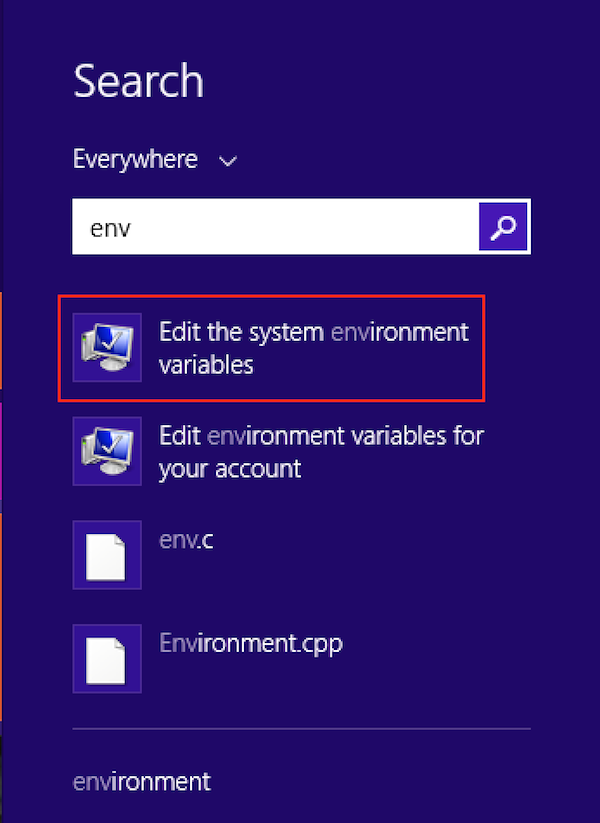 Search
Everywhere
env
Edit the system environment
variables
Edit environment variables for
your account
env.c
Environment.cpp
environment